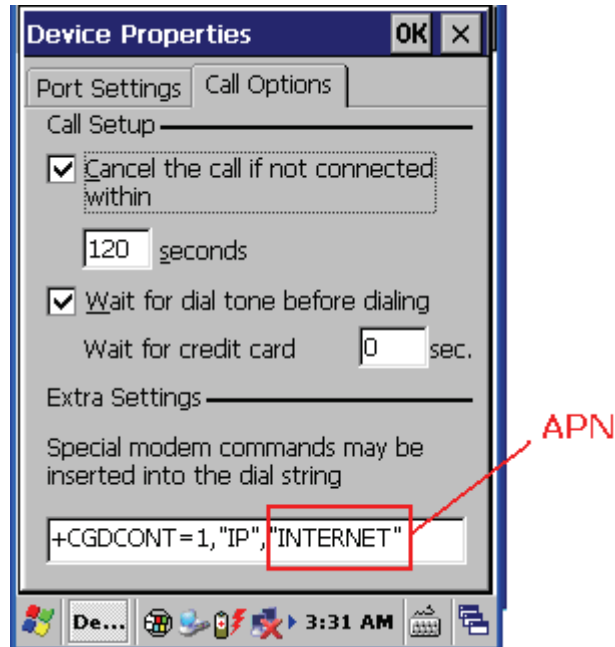 Device Properties OK ×
Port Settings Call Options
Call Setup
Cancel the call if not connected
within
120 seconds
Wait for dial tone before dialing
Wait for credit card 0 sec.
Extra Settings
APN
Special modem commands may be
inserted into the dial string
+CGDCONT=1,"IP","INTERNET"
De... 3:31 AM